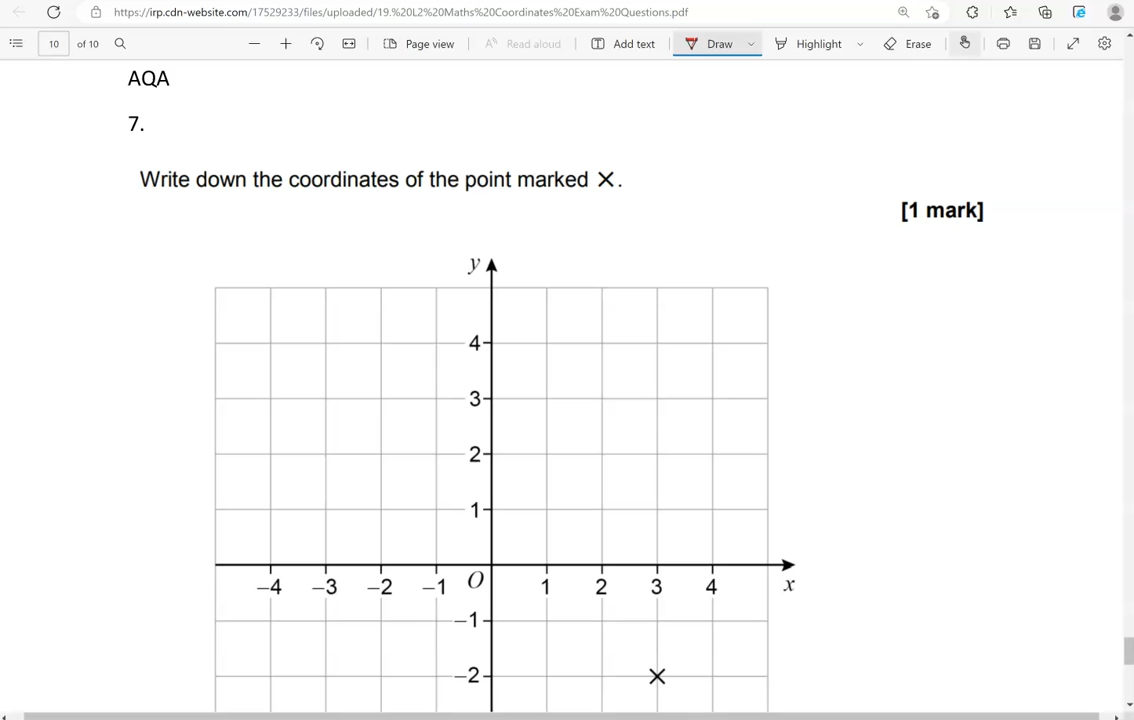 https://irp.cdn-website.com/17529233/files/uploaded/19.%20L2%20Maths%20Coordinates%20Exam%20Questions.pdf
10 of 10 Page view Read aloud Add text Draw Highlight Erase
AQA
7.
Write down the coordinates of the point marked ×.
[1 mark]
y
4
3
2
1
O
–4 –3 –2 –1 1 2 3 4 x
–1
–2 ×